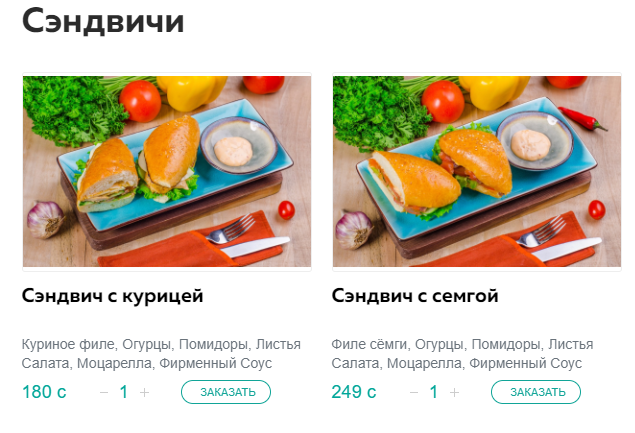 Сэндвичи
Сэндвич с курицей
Куриное филе, Огурцы, Помидоры, Листья
Салата, Моцарелла, Фирменный Соус
180 с − 1 + ЗАКАЗАТЬ
Сэндвич с семгой
Филе сёмги, Огурцы, Помидоры, Листья
Салата, Моцарелла, Фирменный Соус
249 с − 1 + ЗАКАЗАТЬ